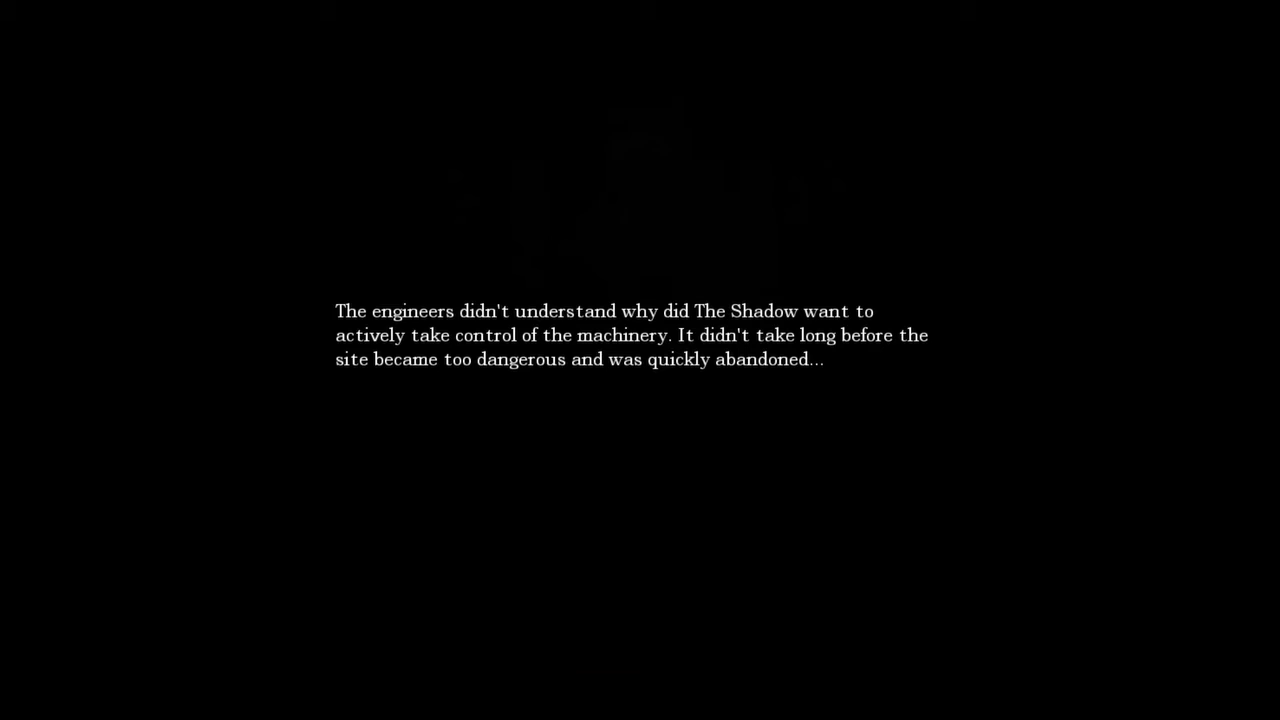 The engineers didn't understand why did The Shadow want to
actively take control of the machinery. It didn't take long before the
site became too dangerous and was quickly abandoned...